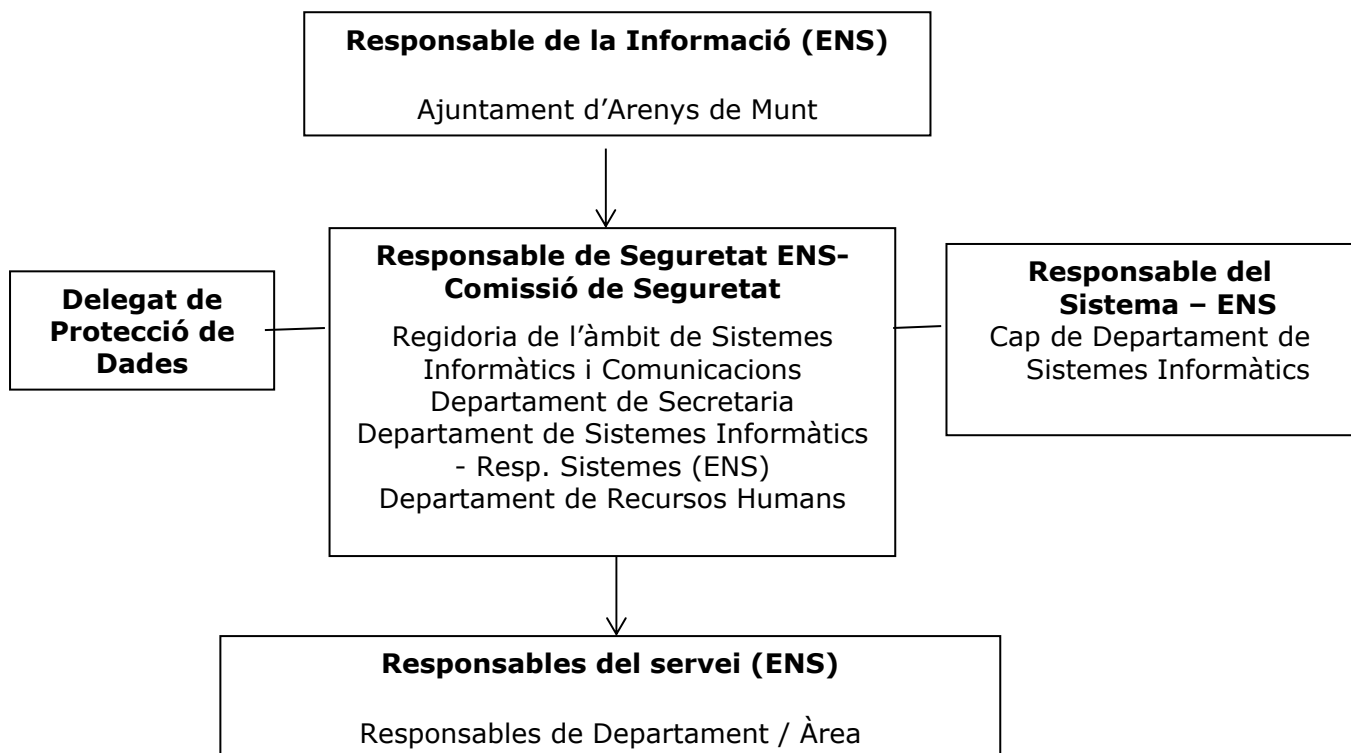 Responsable de la Informació (ENS)
Ajuntament d'Arenys de Munt
Delegat de
Protecció de
Dades
Responsable de Seguretat ENS-
Comissió de Seguretat
Regidoria de l'àmbit de Sistemes
Informàtics i Comunicacions
Departament de Secretaria
Departament de Sistemes Informàtics
- Resp. Sistemes (ENS)
Departament de Recursos Humans
Responsable del
Sistema – ENS
Cap de Departament de
Sistemes Informàtics
Responsables del servei (ENS)
Responsables de Departament / Àrea